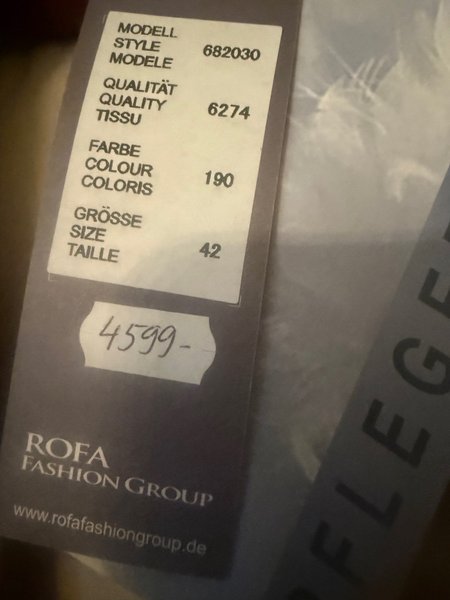 MODELL
STYLE
MODELE
682030
QUALITÄT
QUALITY
TISSU
6274
FARBE
COLOUR
COLORIS
190
GRÖSSE
SIZE
TAILLE
42
4599-
ROFA
FASHION GROUP
www.rofafashiongroup.de
PFLEGE